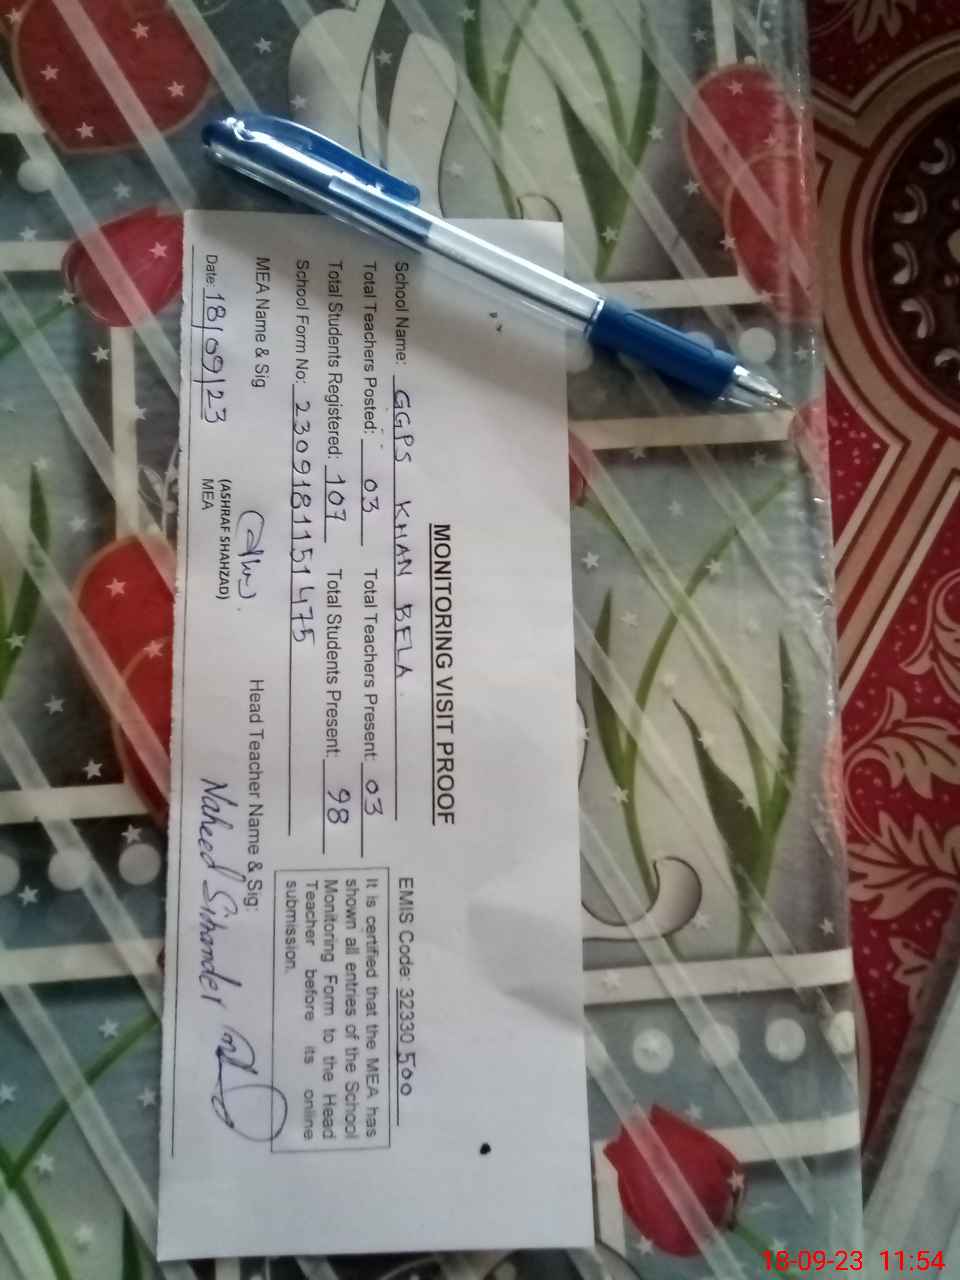 MONITORING VISIT PROOF
School Name: GGPS KHAN BELA. EMIS Code: 32330 500
Total Teachers Posted: 03 Total Teachers Present: 03
Total Students Registered: 107 Total Students Present: 98
School Form No: 2309181151475
It is certified that the MEA has
shown all entries of the School
Monitoring Form to the Head
Teacher before its online
submission.
MEA Name & Sig Head Teacher Name & Sig:
(ASHRAF SHAHZAD)
MEA
Naheed Sikander
Date: 18/09/23
18-09-23 11:54